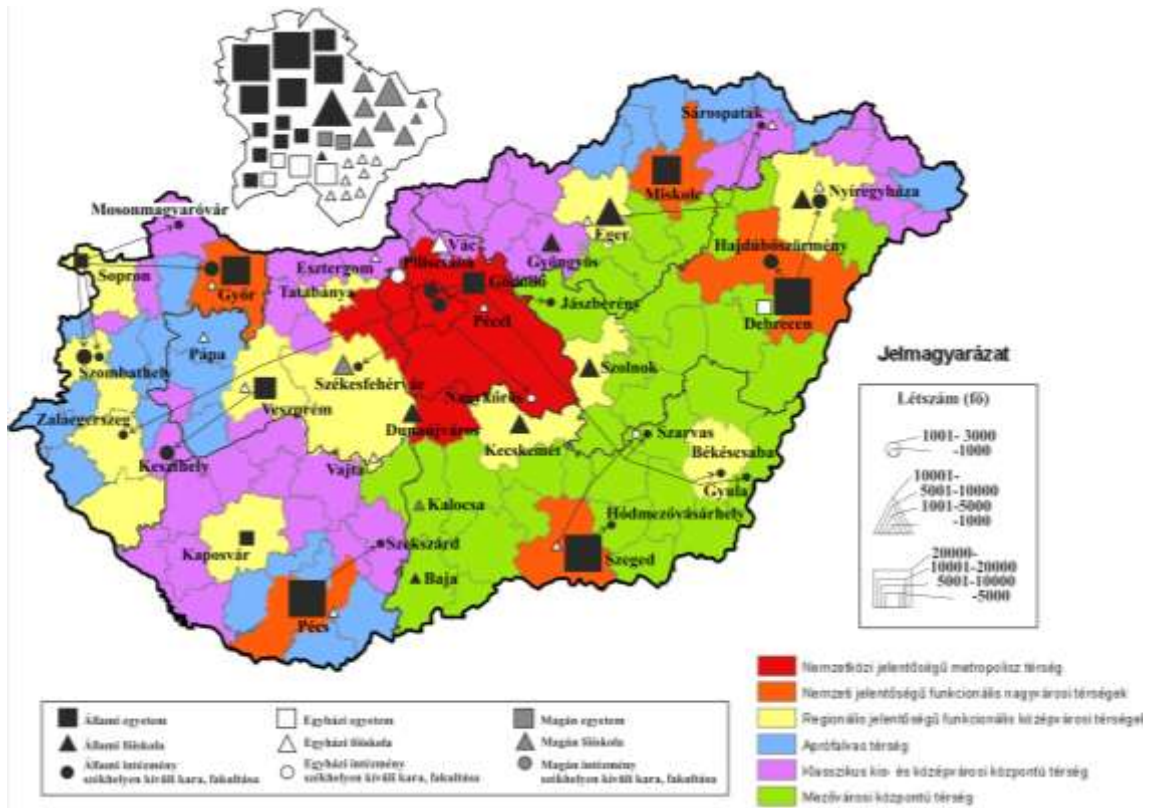 Sárospatak
Miskolc
Nyíregyháza
Mosonmagyaróvár
Eger
Hajdúböszörmény
Vác
Gyöngyös
Sopron
Esztergom
Piliscsaba
Győr
Tatabánya
Gödöllő
Jászberény
Debrecen
Pécel
Pápa
Szombathely
Székesfehérvár
Szolnok
Veszprém
Nagykőrös
Zalaegerszeg
Dunaújváros
Kecskemét
Szarvas
Békéscsaba
Keszthely
Vajta
Gyula
Kalocsa
Hódmezővásárhely
Kaposvár
Szekszárd
Szeged
Baja
Pécs
Jelmagyarázat
Létszám (fő)
1001- 3000
-1000
10001-
5001-10000
1001-5000
-1000
20000-
10001-20000
5001-10000
-5000
Nemzetközi jelentőségű metropolisz térség
Nemzeti jelentőségű funkcionális nagyvárosi térségek
Regionális jelentőségű funkcionális középvárosi térségek
Aprófalvas térség
Klasszikus kis- és középvárosi központú térség
Mezővárosi központú térség
Állami egyetem
Egyházi egyetem
Magán egyetem
Állami főiskola
Egyházi főiskola
Magán főiskola
Állami intézmény
székhelyen kívüli kara, fakultása
Egyházi intézmény
székhelyen kívüli kara, fakultása
Magán intézmény
székhelyen kívüli kara, fakultása